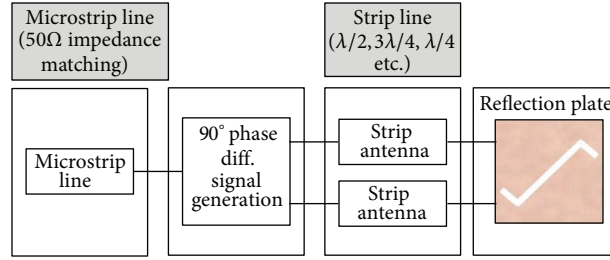 Microstrip line
(50Ω impedance
matching)
Strip line
(λ/2, 3λ/4, λ/4
etc.)
Microstrip
line
90° phase
diff.
signal
generation
Strip
antenna
Strip
antenna
Reflection plate